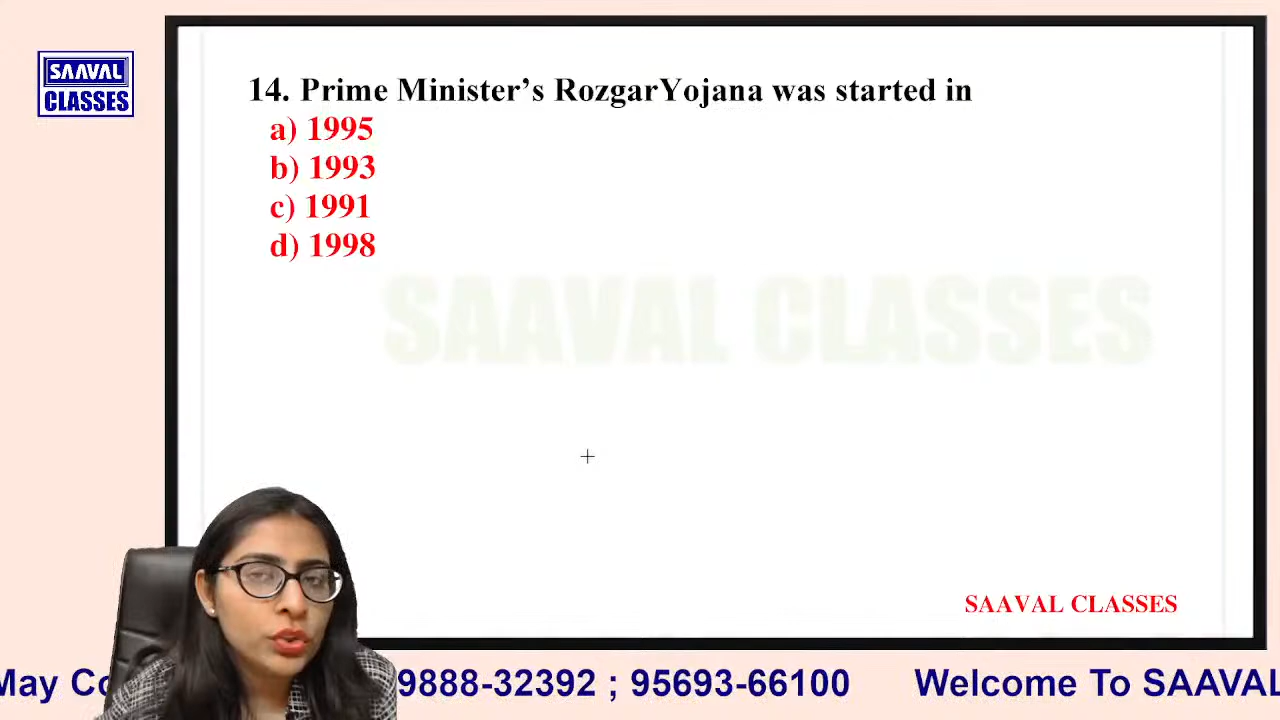 SAAVAL
CLASSES
14. Prime Minister’s RozgarYojana was started in
a) 1995
b) 1993
c) 1991
d) 1998
SAAVAL CLASSES
SAAVAL CLASSES
May Co 9888-32392 ; 95693-66100 Welcome To SAAVAL